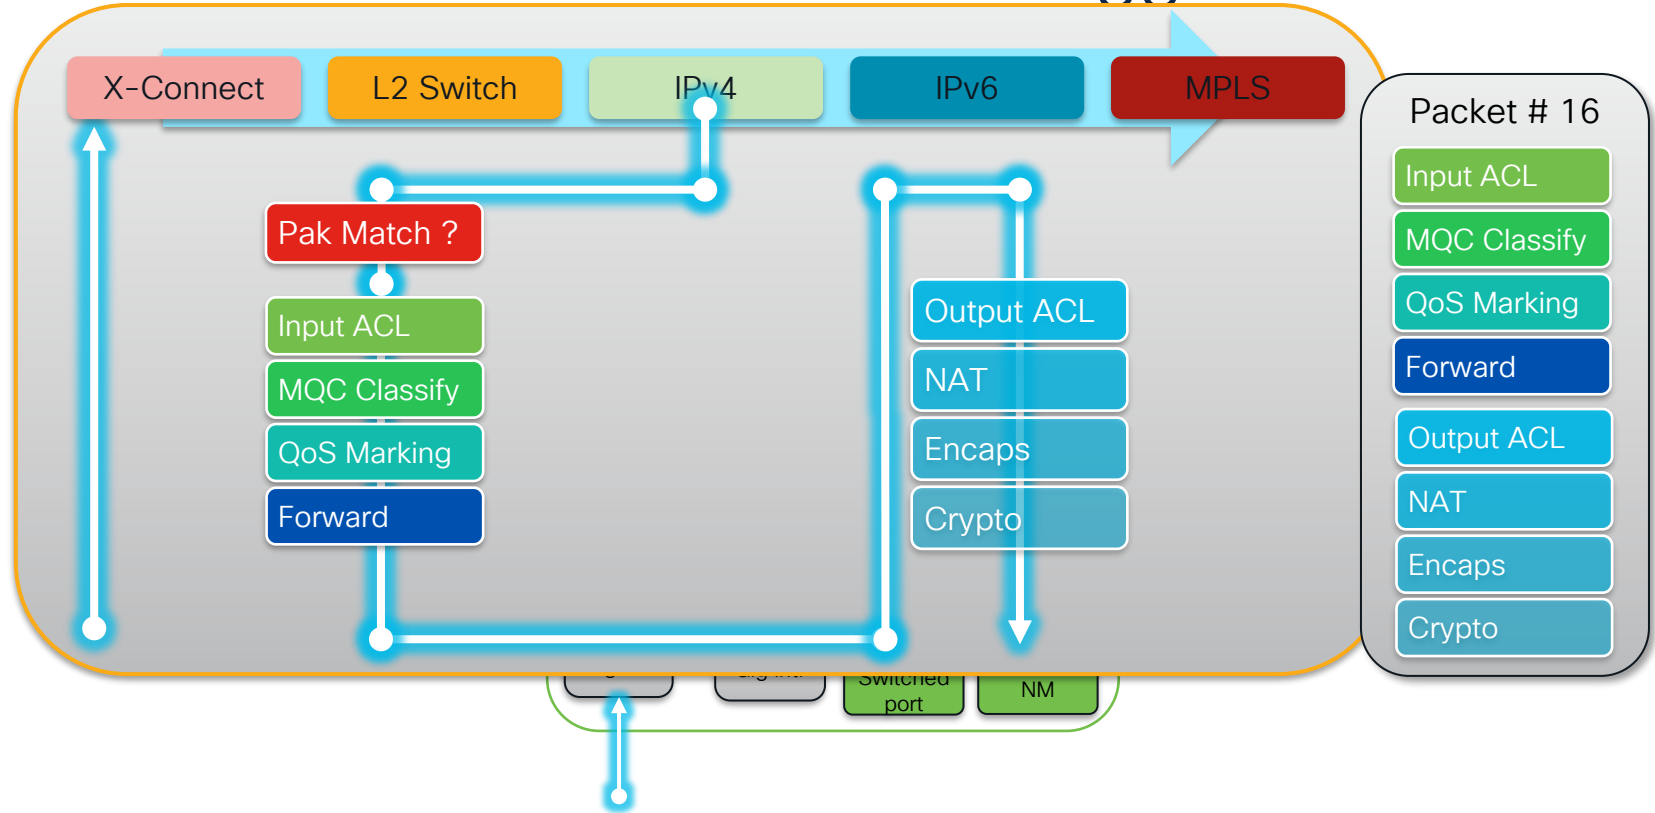 X-Connect
L2 Switch
IPv4
IPv6
MPLS
Pak Match ?
Input ACL
MQC Classify
QoS Marking
Forward
Output ACL
NAT
Encaps
Crypto
Packet # 16
Input ACL
MQC Classify
QoS Marking
Forward
Output ACL
NAT
Encaps
Crypto
Switched
port
NM